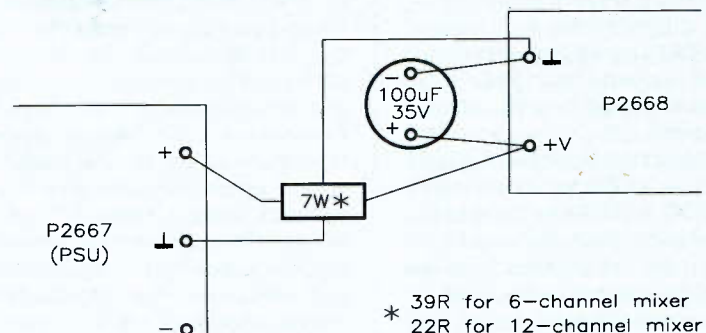 −
100uF
35V
+
⊥
P2668
+V
+
7W*
P2667
(PSU)
⊥
−
* 39R for 6-channel mixer
22R for 12-channel mixer